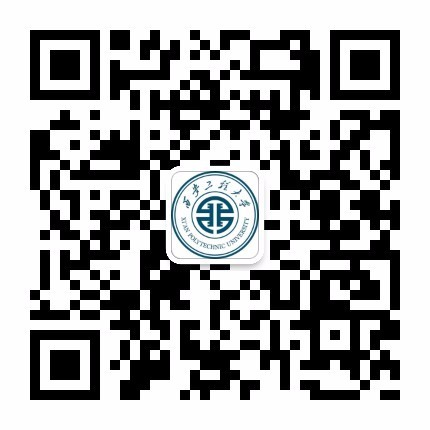 西安工程大学
XI'AN POLYTECHNIC UNIVERSITY